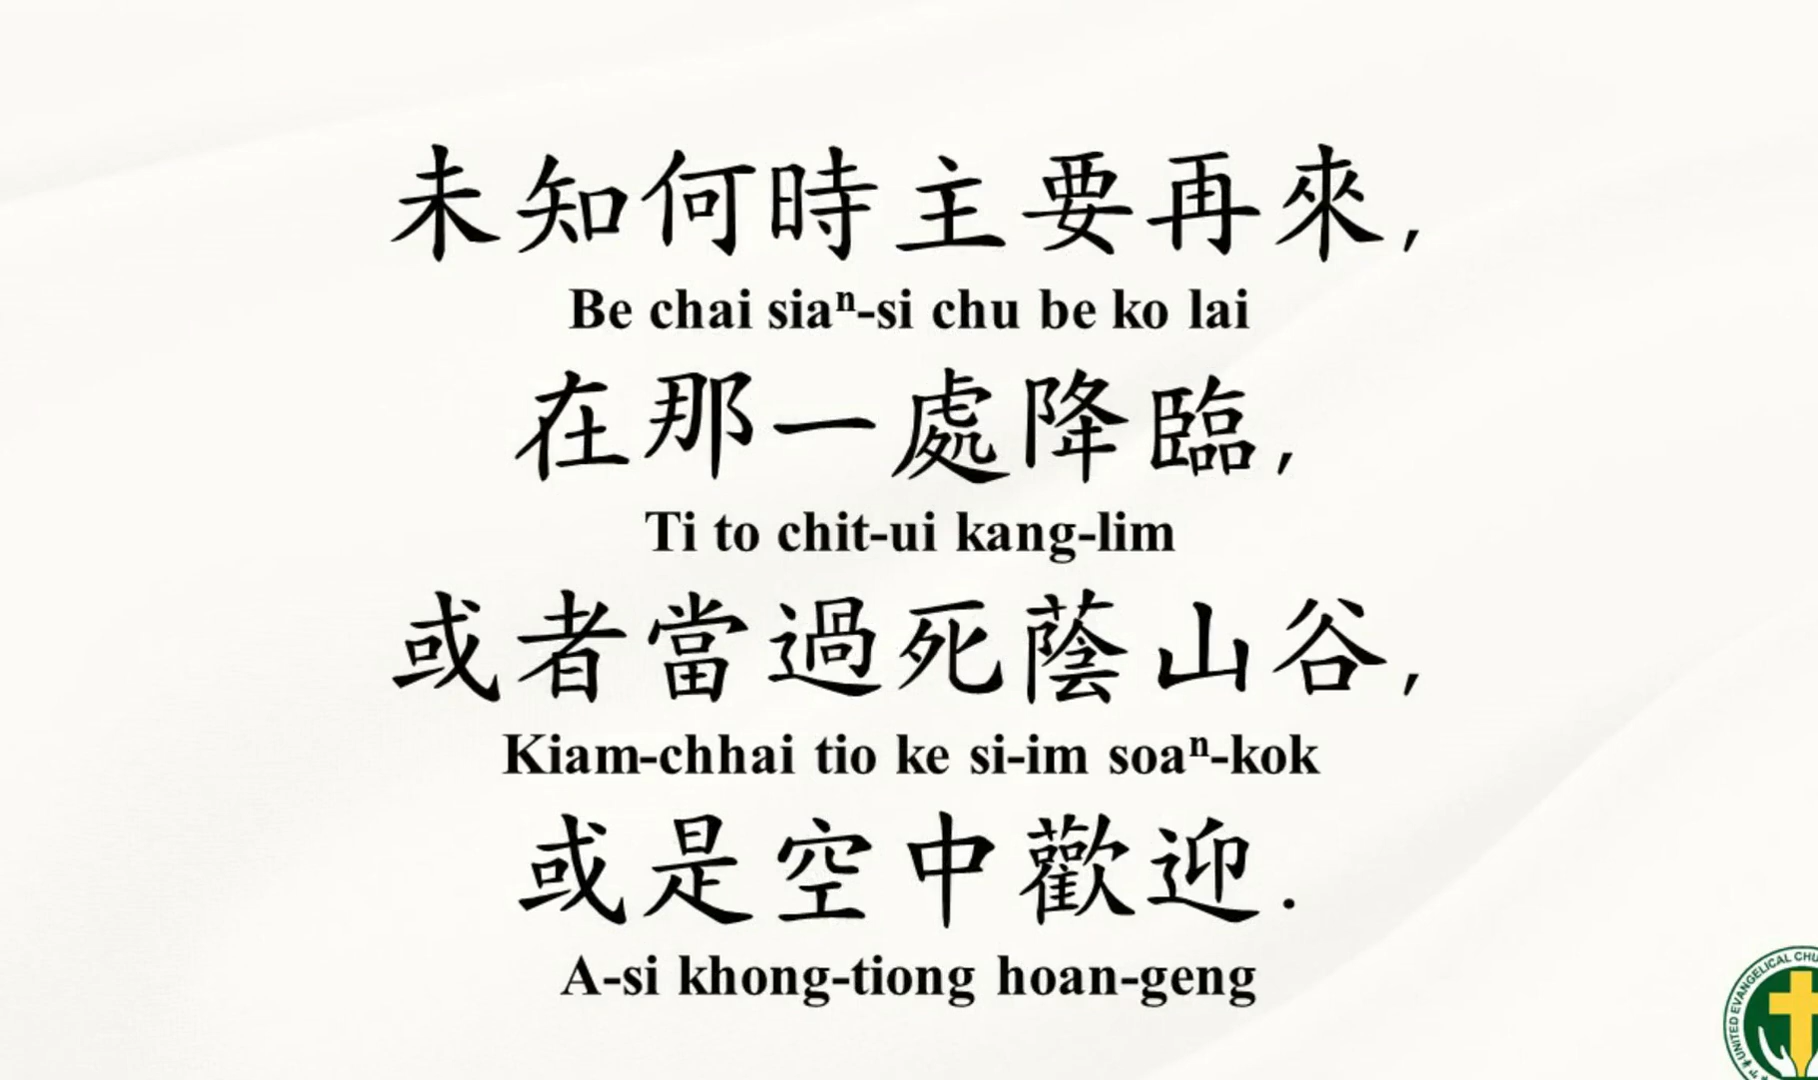 未知何時主要再來,
Be chai siaⁿ-si chu be ko lai
在那一處降臨,
Ti to chit-ui kang-lim
或者當過死蔭山谷,
Kiam-chhai tio ke si-im soaⁿ-kok
或是空中歡迎.
A-si khong-tiong hoan-geng
UNITED EVANGELICAL